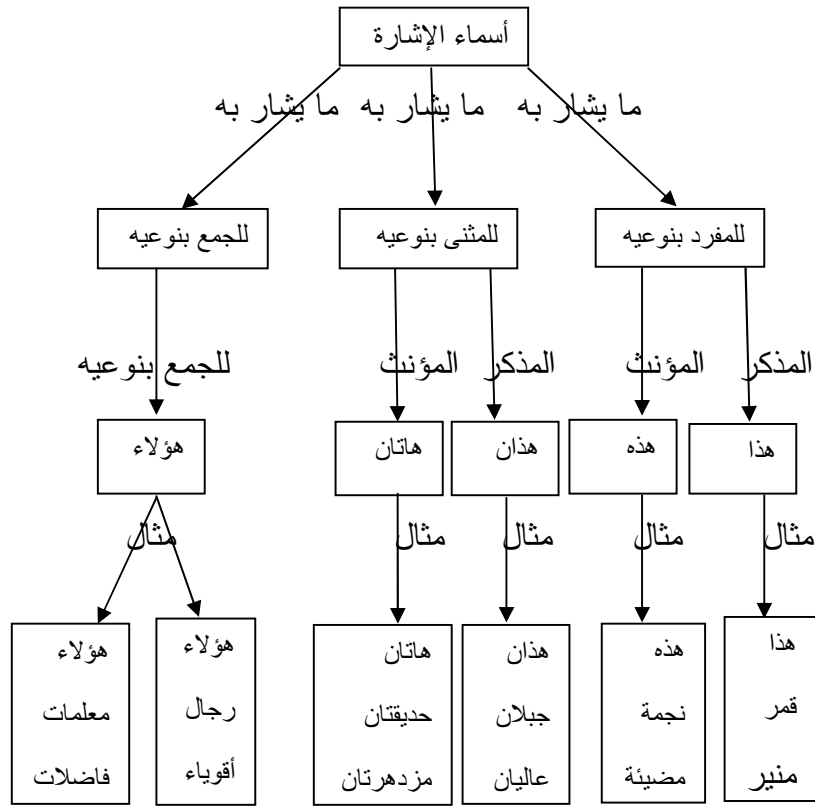 أسماء الإشارة
ما يشار به ما يشار به ما يشار به
للمفرد بنوعيه للمثنى بنوعيه للجمع بنوعيه
المذكر المؤنث المذكر المؤنث للجمع بنوعيه
هذا هذه هذان هاتان هؤلاء
مثال مثال مثال مثال مثال
هذا هذه هذان هاتان هؤلاء هؤلاء
قمر نجمة جبلان حديقتان رجال معلمات
منير مضيئة عاليان مزدهرتان أقوياء فاضلات